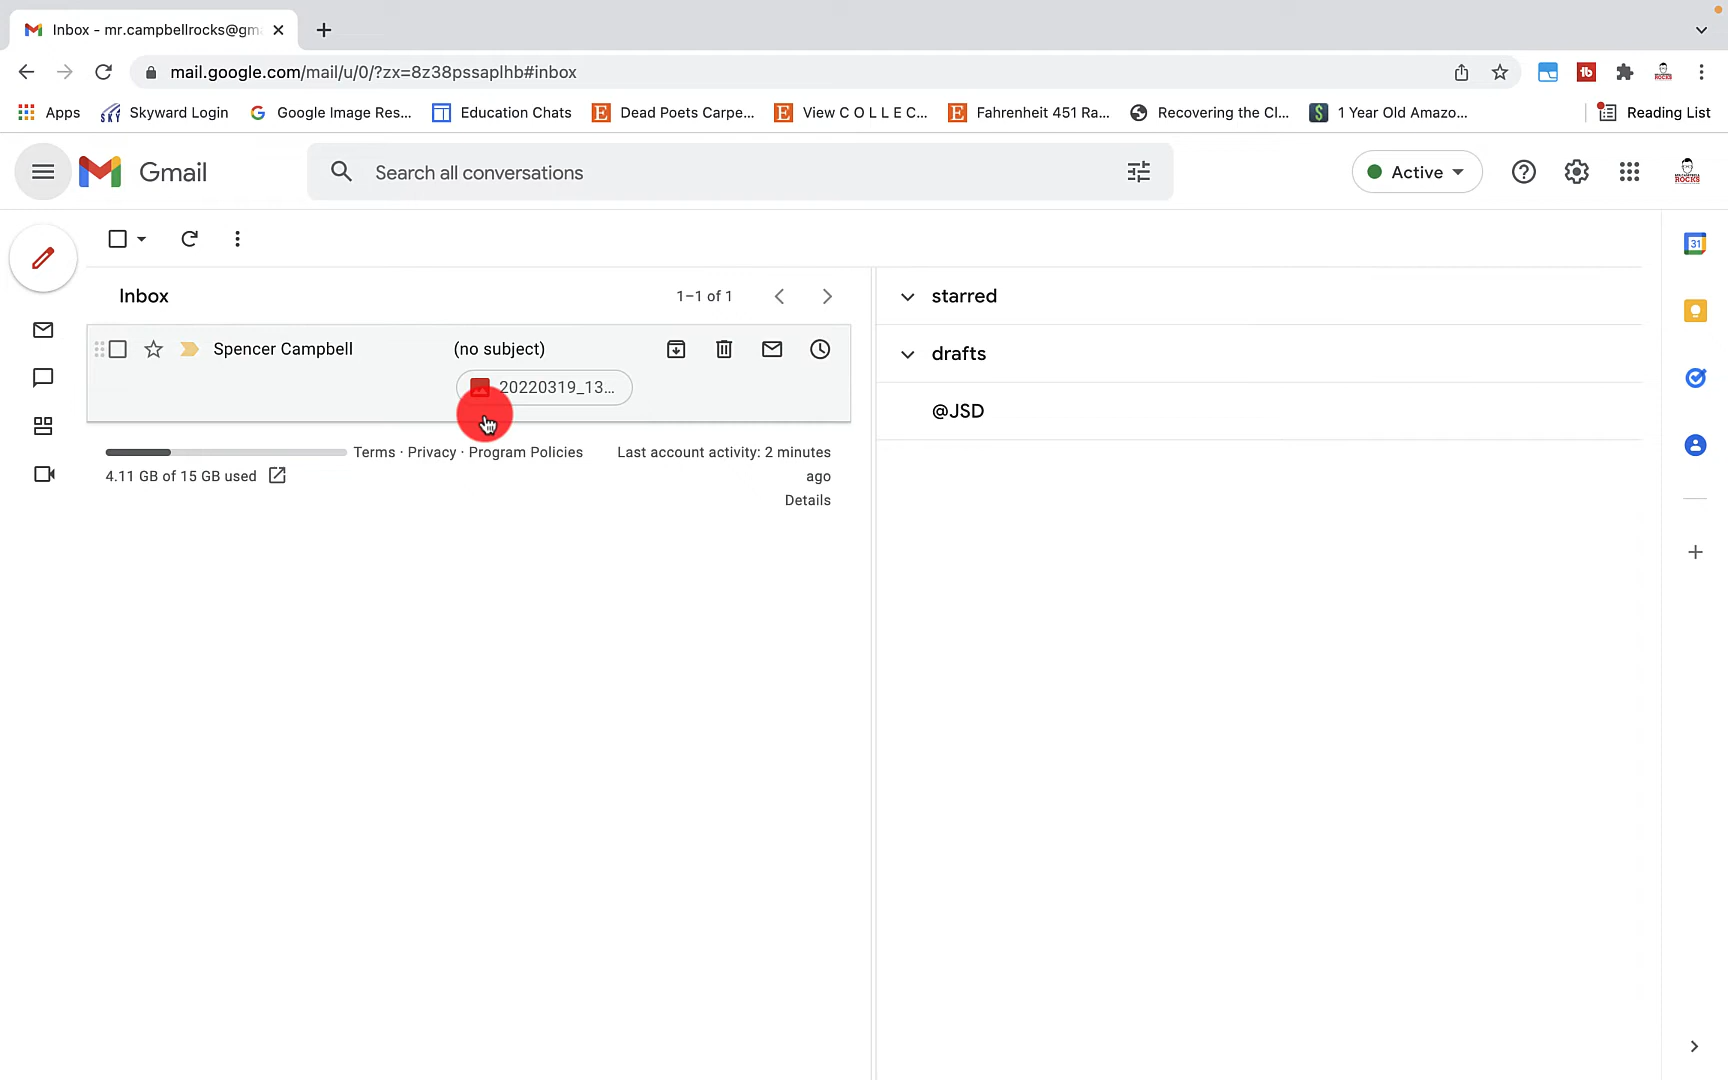 Inbox - mr.campbellrocks@gm
mail.google.com/mail/u/0/?zx=8z38pssaplhb#inbox
Apps Skyward Login Google Image Res... Education Chats Dead Poets Carpe... View C O L L E C... Fahrenheit 451 Ra... Recovering the Cl... 1 Year Old Amazo... Reading List
Gmail Search all conversations Active
Inbox 1–1 of 1 starred
Spencer Campbell (no subject) drafts
20220319_13...
@JSD
Terms · Privacy · Program Policies Last account activity: 2 minutes
4.11 GB of 15 GB used ago
Details
31